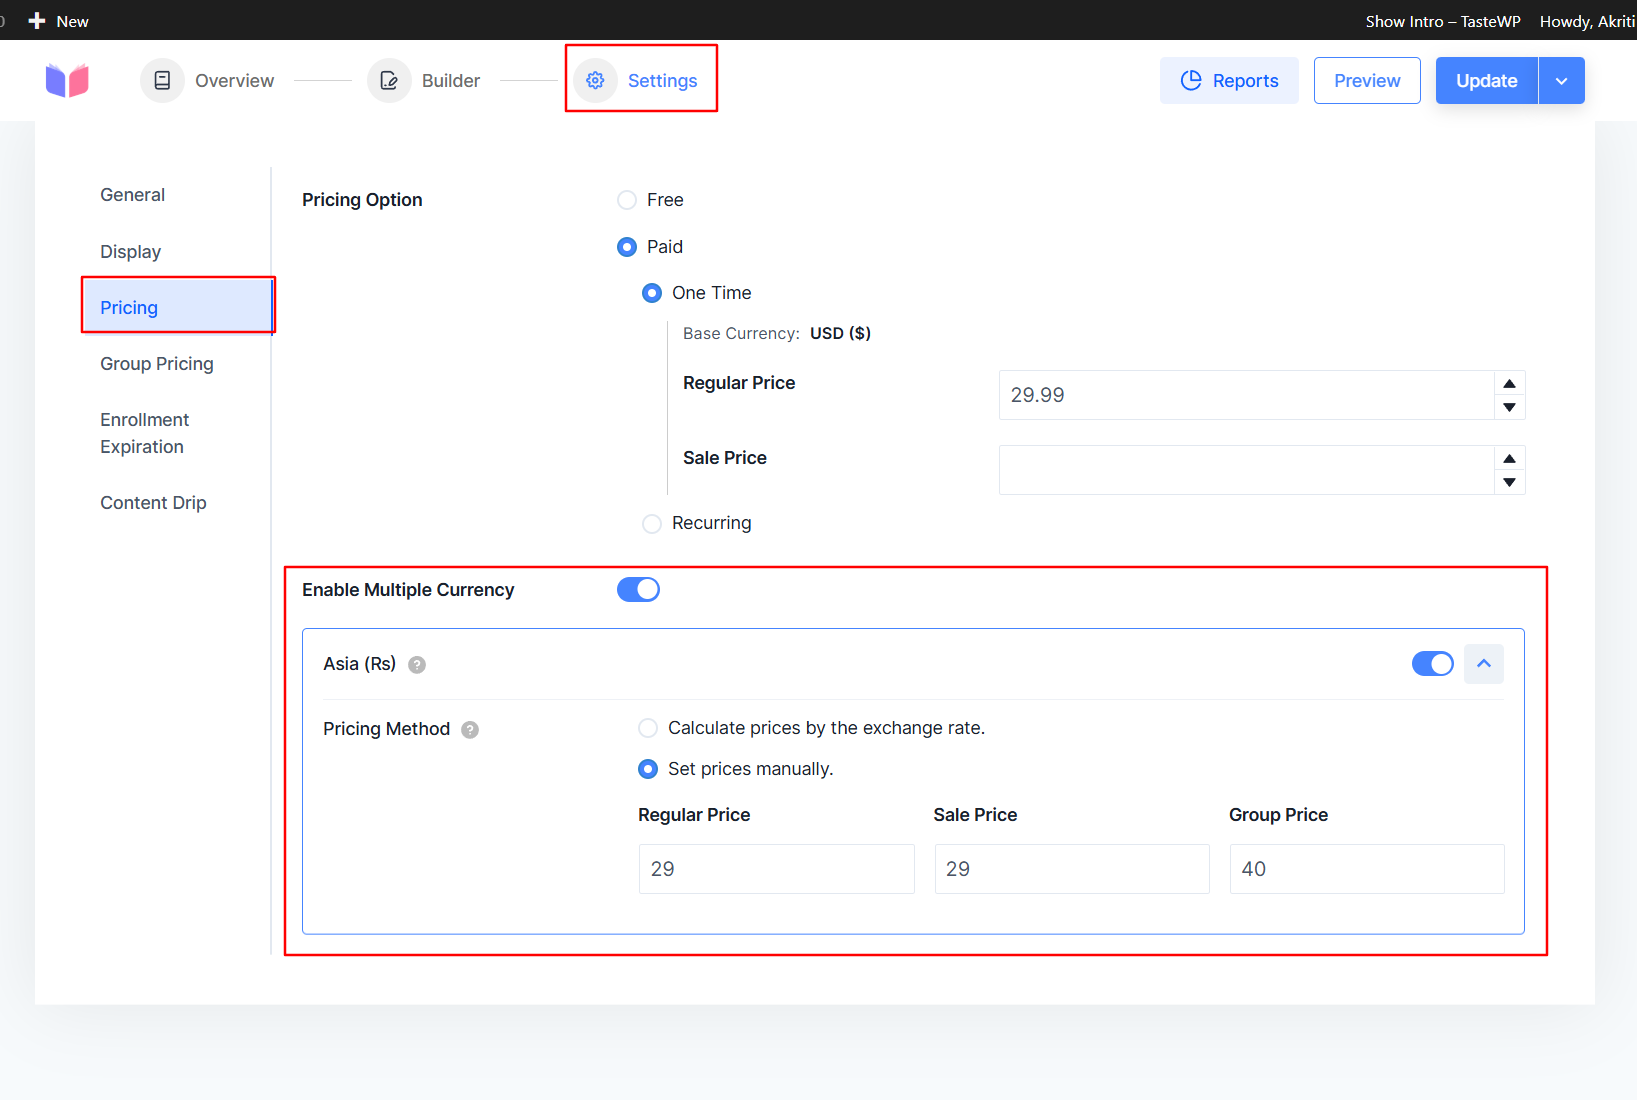 New
Show Intro – TasteWP
Howdy, Akriti
Overview
Builder
Settings
Reports
Preview
Update
General
Display
Pricing
Group Pricing
Enrollment
Expiration
Content Drip
Pricing Option
Free
Paid
One Time
Base Currency: USD ($)
Regular Price
29.99
Sale Price
Recurring
Enable Multiple Currency
Asia (Rs) ?
Pricing Method ?
Calculate prices by the exchange rate.
Set prices manually.
Regular Price Sale Price Group Price
29 29 40